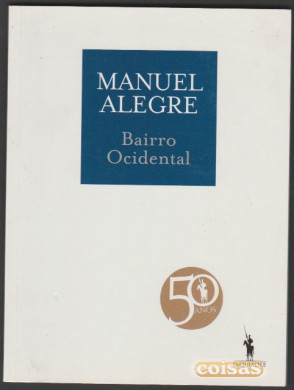 MANUEL
ALEGRE
Bairro
Ocidental
50
ANOS
coisas